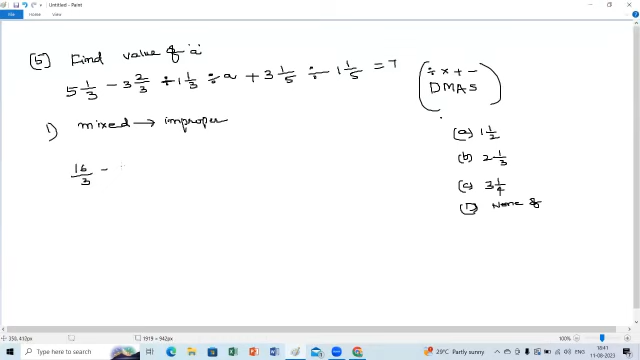 Untitled - Paint
File Home View
(5) Find value of 'a'
5 1/3 - 3 2/3 ÷ 1 1/3 ÷ a + 3 1/5 ÷ 1 1/5 = 7
÷ x + -
DMAS
1) mixed → improper
(a) 1 1/2
(b) 2 1/3
(c) 3 1/4
(D) None of
16/3 -
350, 432px
1919 × 942px
100%
Type here to search
29°C Partly sunny
ENG
18:41
11-08-2023